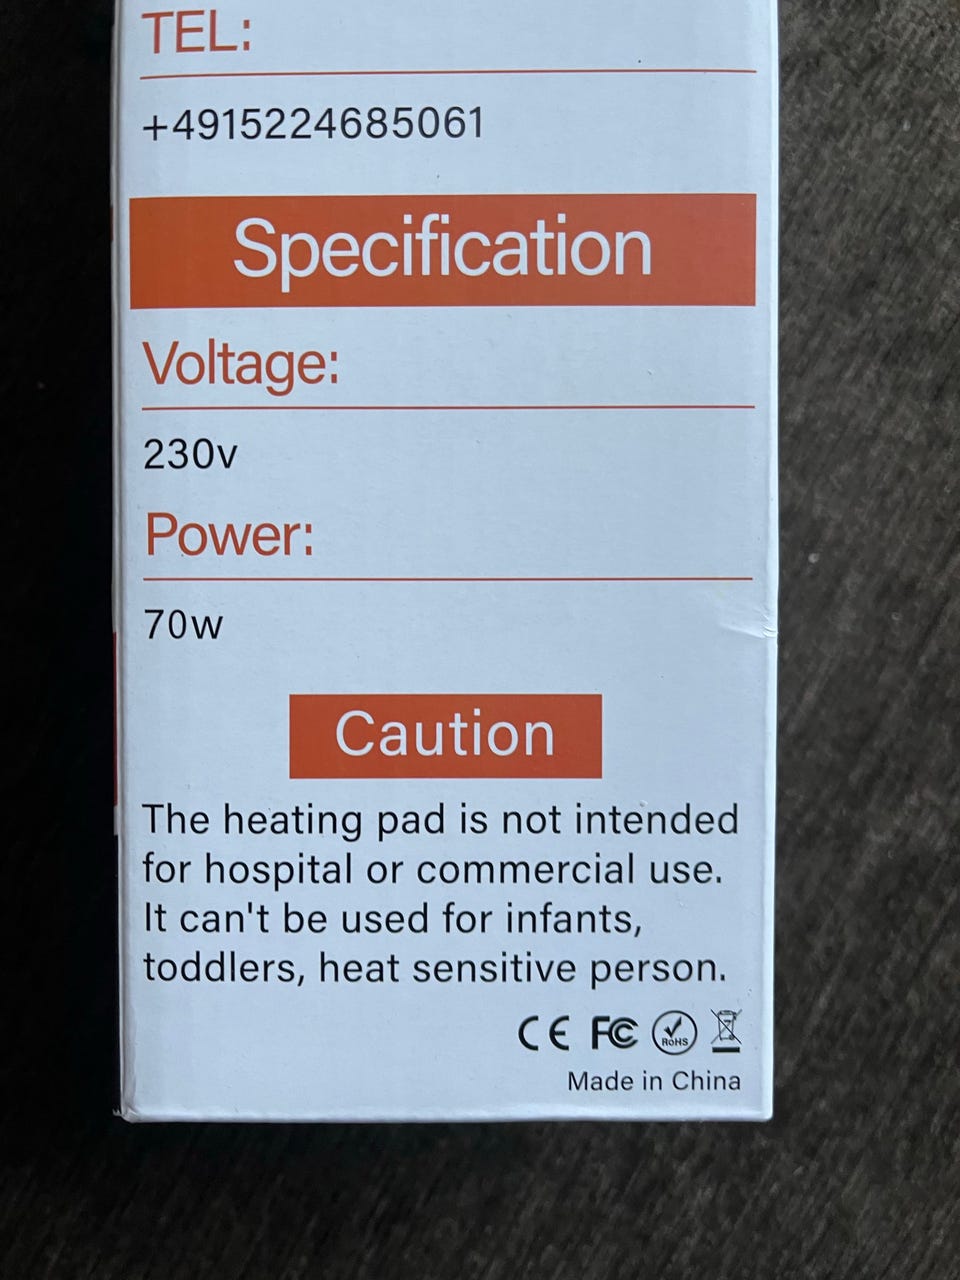 TEL:
+4915224685061
Specification
Voltage:
230v
Power:
70w
Caution
The heating pad is not intended
for hospital or commercial use.
It can't be used for infants,
toddlers, heat sensitive person.
CE FC RoHS
Made in China